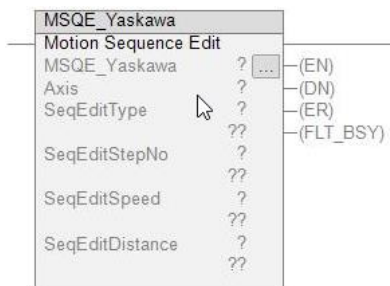 MSQE_Yaskawa
Motion Sequence Edit
MSQE_Yaskawa ? ... (EN)
Axis ? (DN)
SeqEditType ? (ER)
?? (FLT_BSY)
SeqEditStepNo ?
??
SeqEditSpeed ?
??
SeqEditDistance ?
??